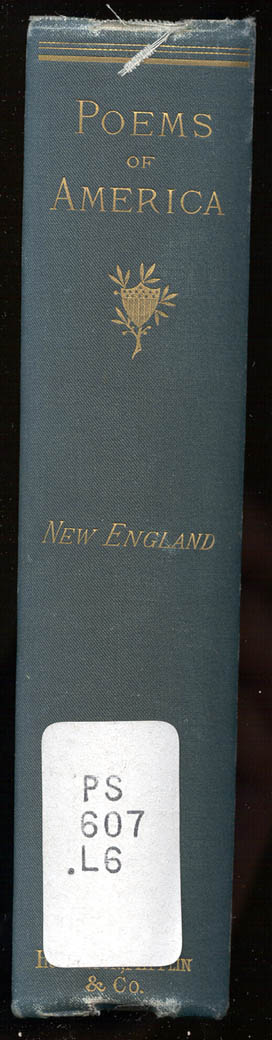 POEMS
OF
AMERICA
NEW ENGLAND
PS
607
.L6
& Co.